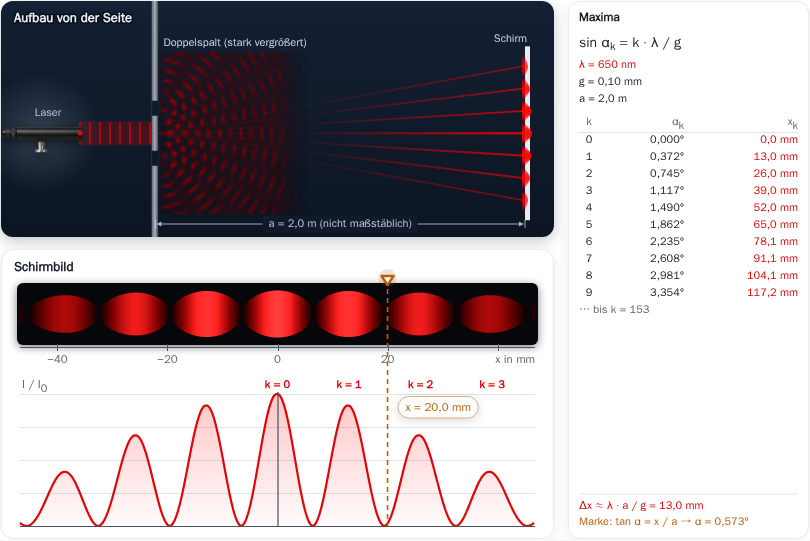 Aufbau von der Seite
Doppelspalt (stark vergrößert)
Schirm
Laser
a = 2,0 m (nicht maßstäblich)
Schirmbild
−40 −20 0 20 x in mm
I / I0
k = 0 k = 1 k = 2 k = 3
x = 20,0 mm
Maxima
sin αk = k · λ / g
λ = 650 nm
g = 0,10 mm
a = 2,0 m
k αk xk
0 0,000° 0,0 mm
1 0,372° 13,0 mm
2 0,745° 26,0 mm
3 1,117° 39,0 mm
4 1,490° 52,0 mm
5 1,862° 65,0 mm
6 2,235° 78,1 mm
7 2,608° 91,1 mm
8 2,981° 104,1 mm
9 3,354° 117,2 mm
⋯ bis k = 153
Δx ≈ λ · a / g = 13,0 mm
Marke: tan α = x / a → α = 0,573°